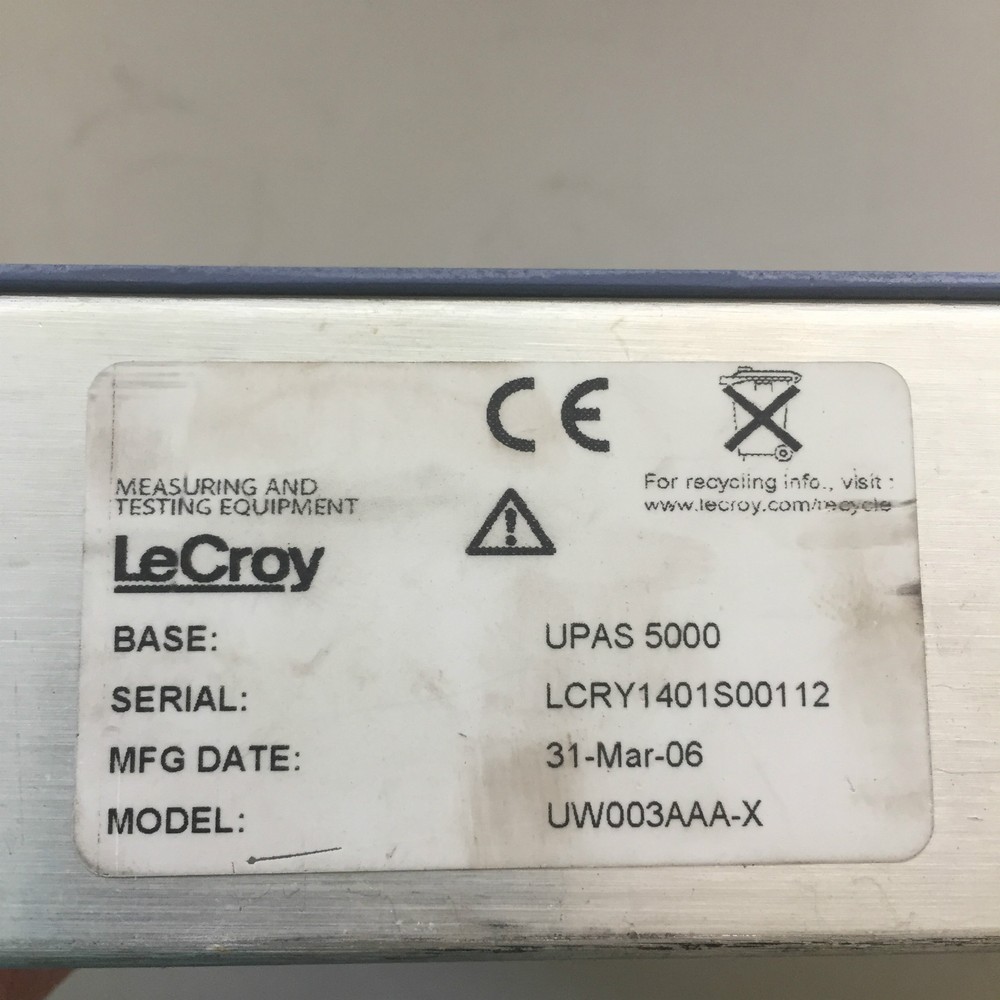 CE
For recycling info., visit :
www.lecroy.com/recycle
MEASURING AND
TESTING EQUIPMENT
LeCroy
BASE: UPAS 5000
SERIAL: LCRY1401S00112
MFG DATE: 31-Mar-06
MODEL: UW003AAA-X